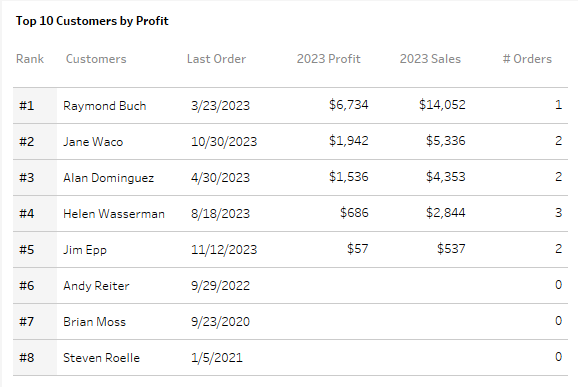 Top 10 Customers by Profit
Rank Customers Last Order 2023 Profit 2023 Sales # Orders
#1 Raymond Buch 3/23/2023 $6,734 $14,052 1
#2 Jane Waco 10/30/2023 $1,942 $5,336 2
#3 Alan Dominguez 4/30/2023 $1,536 $4,353 2
#4 Helen Wasserman 8/18/2023 $686 $2,844 3
#5 Jim Epp 11/12/2023 $57 $537 2
#6 Andy Reiter 9/29/2022 0
#7 Brian Moss 9/23/2020 0
#8 Steven Roelle 1/5/2021 0